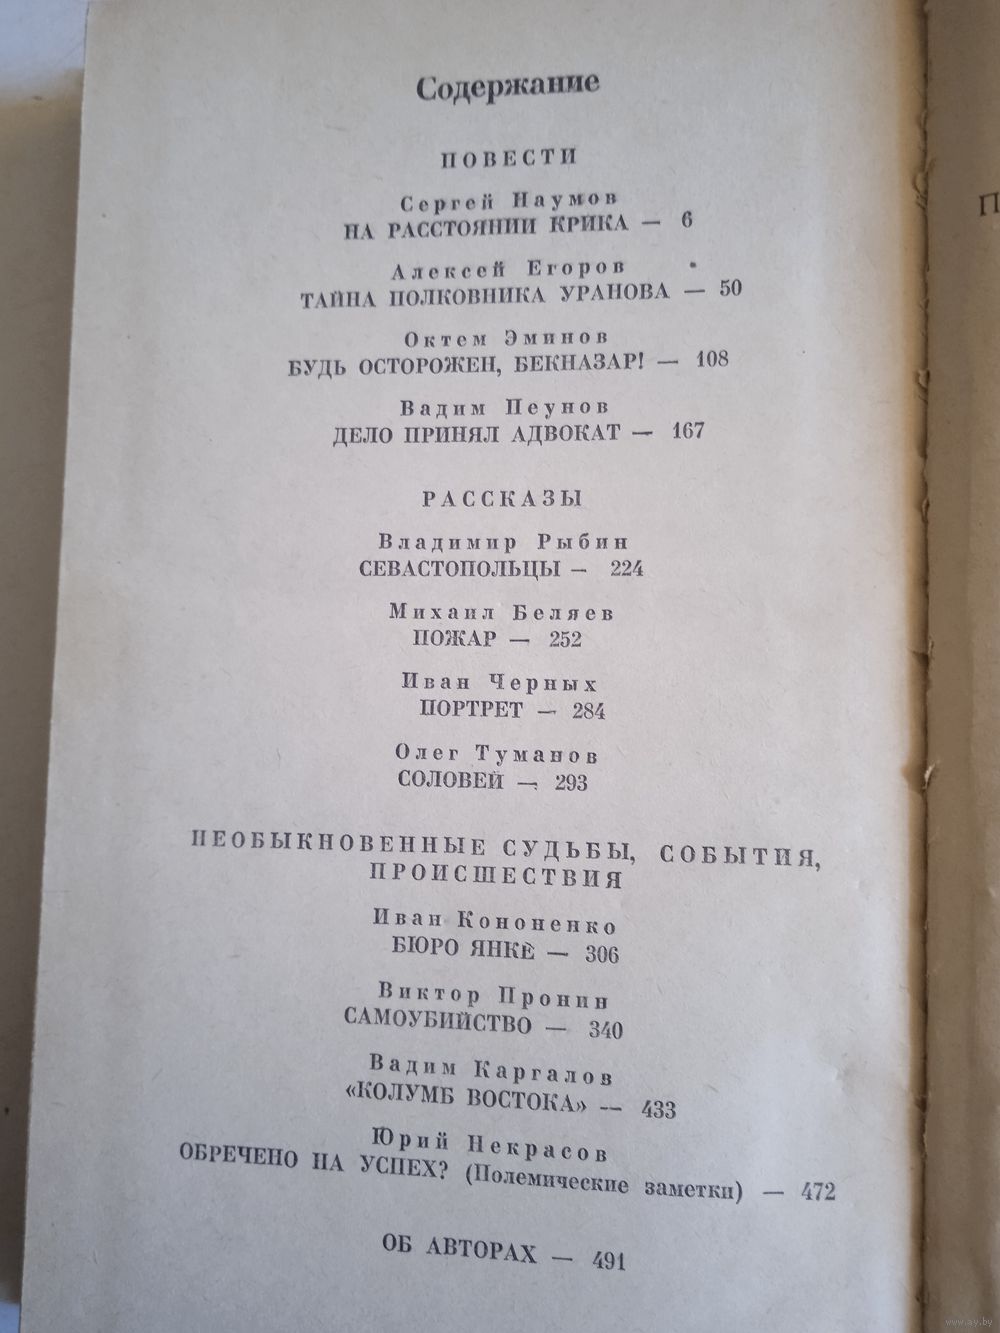 Содержание
ПОВЕСТИ
Сергей Наумов
НА РАССТОЯНИИ КРИКА — 6
Алексей Егоров
ТАЙНА ПОЛКОВНИКА УРАНОВА — 50
Октем Эминов
БУДЬ ОСТОРОЖЕН, БЕКНАЗАР! — 108
Вадим Пеунов
ДЕЛО ПРИНЯЛ АДВОКАТ — 167
РАССКАЗЫ
Владимир Рыбин
СЕВАСТОПОЛЬЦЫ — 224
Михаил Беляев
ПОЖАР — 252
Иван Черных
ПОРТРЕТ — 284
Олег Туманов
СОЛОВЕЙ — 293
НЕОБЫКНОВЕННЫЕ СУДЬБЫ, СОБЫТИЯ,
ПРОИСШЕСТВИЯ
Иван Кононенко
БЮРО ЯНКЕ — 306
Виктор Пронин
САМОУБИЙСТВО — 340
Вадим Каргалов
«КОЛУМБ ВОСТОКА» — 433
Юрий Некрасов
ОБРЕЧЕНО НА УСПЕХ? (Полемические заметки) — 472
ОБ АВТОРАХ — 491
П
www.ay.by